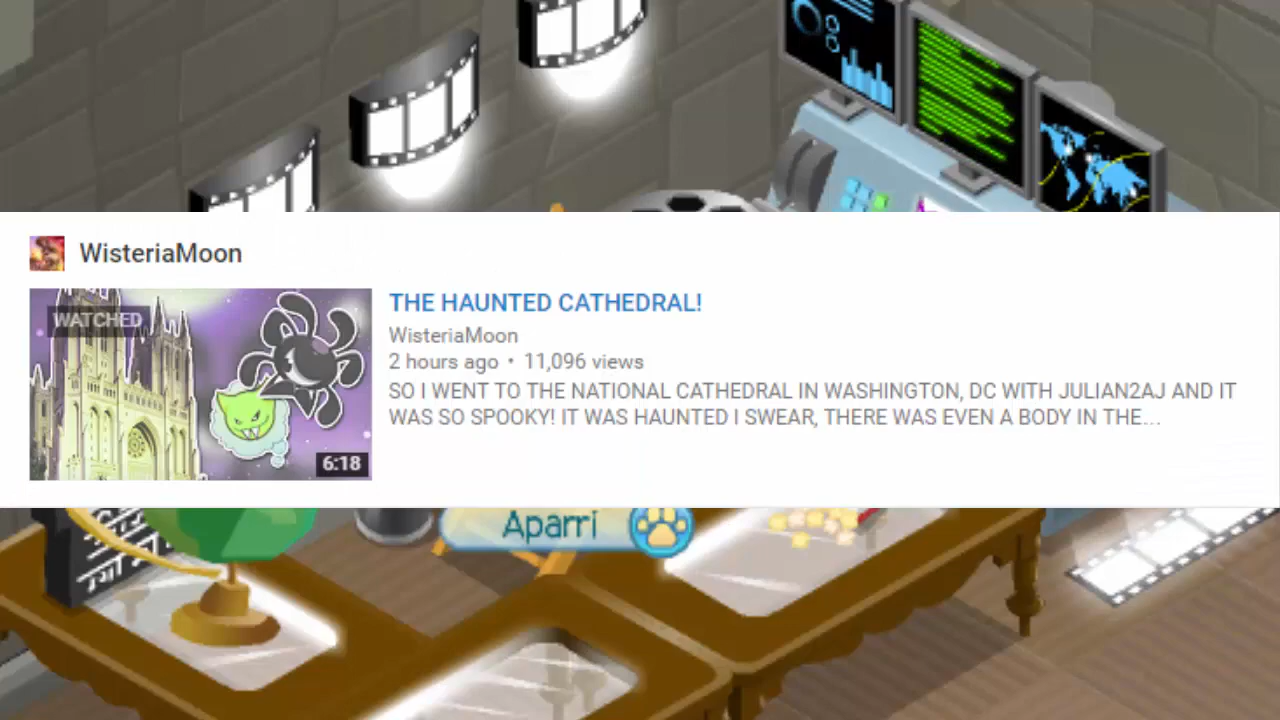 WisteriaMoon
WATCHED
6:18
THE HAUNTED CATHEDRAL!
WisteriaMoon
2 hours ago • 11,096 views
SO I WENT TO THE NATIONAL CATHEDRAL IN WASHINGTON, DC WITH JULIAN2AJ AND IT
WAS SO SPOOKY! IT WAS HAUNTED I SWEAR, THERE WAS EVEN A BODY IN THE...
Aparri